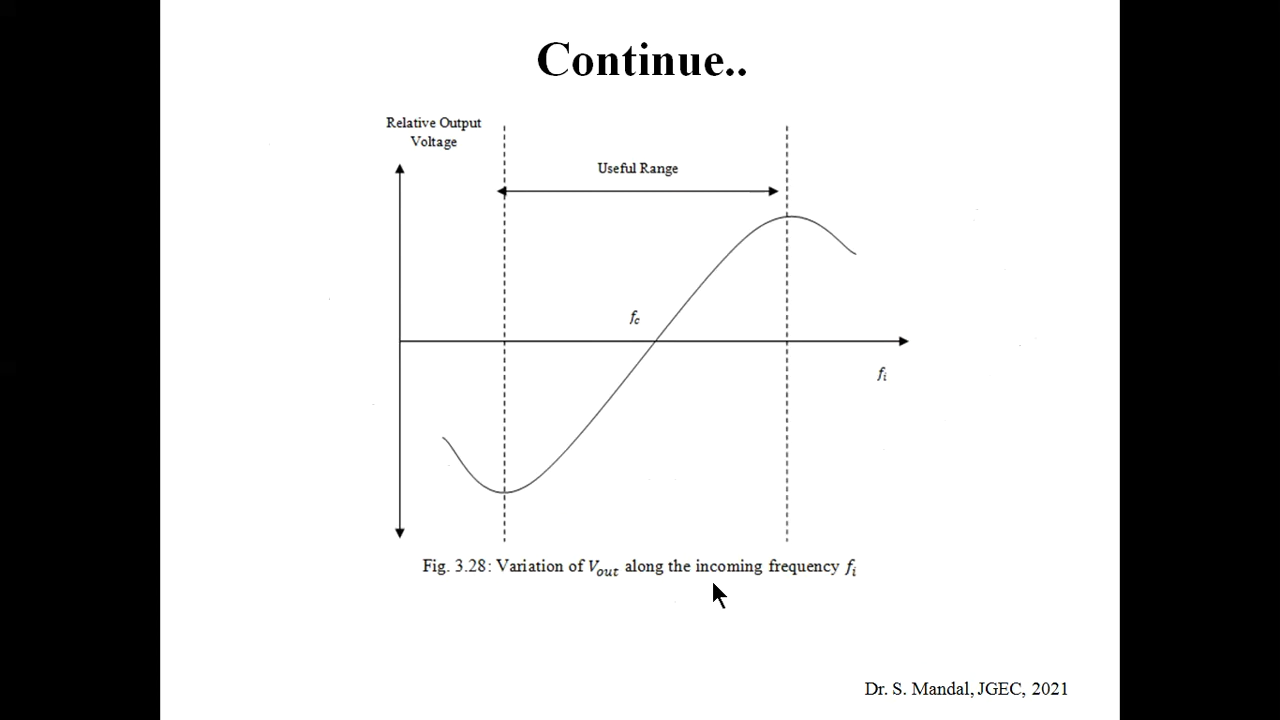 Continue..
Relative Output
Voltage
Useful Range
fc
fi
Fig. 3.28: Variation of Vout along the incoming frequency fi
Dr. S. Mandal, JGEC, 2021